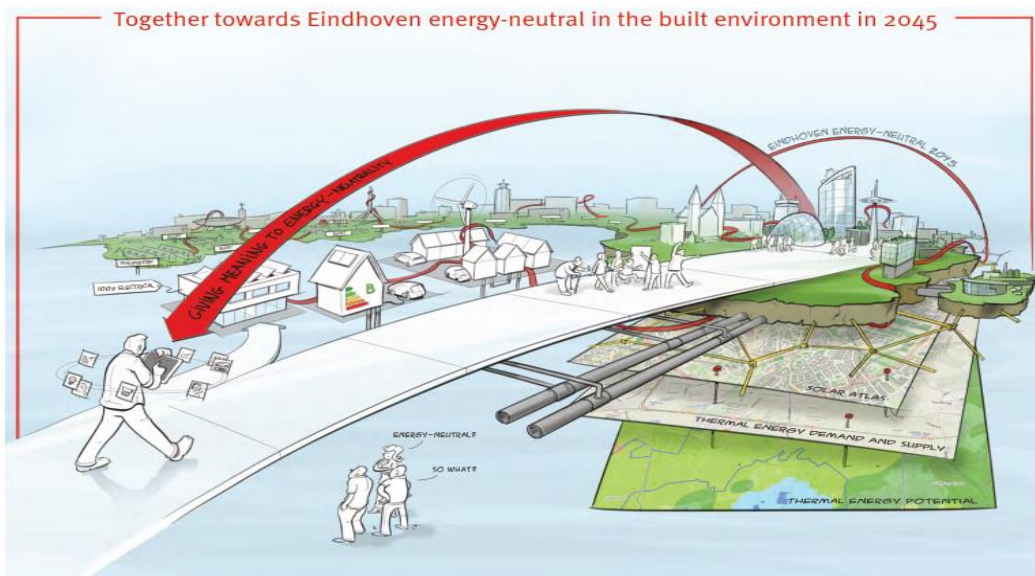 Together towards Eindhoven energy-neutral in the built environment in 2045
EINDHOVEN ENERGY-NEUTRAL 2045
GIVING MEANING TO ENERGY-NEUTRALITY
100% ELECTRICAL
B
SOLAR ATLAS
THERMAL ENERGY DEMAND AND SUPPLY
THERMAL ENERGY POTENTIAL
ENERGY-NEUTRAL?
SO WHAT?